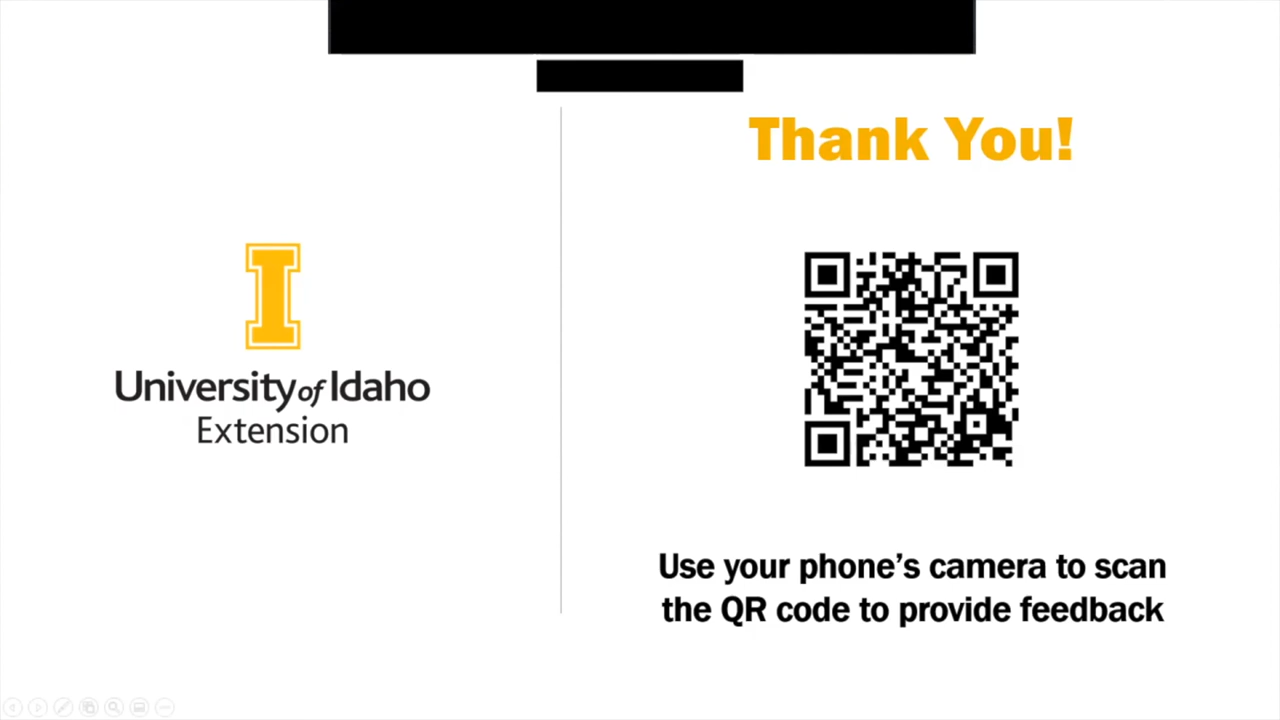 Thank You!
I
University of Idaho
Extension
Use your phone’s camera to scan
the QR code to provide feedback